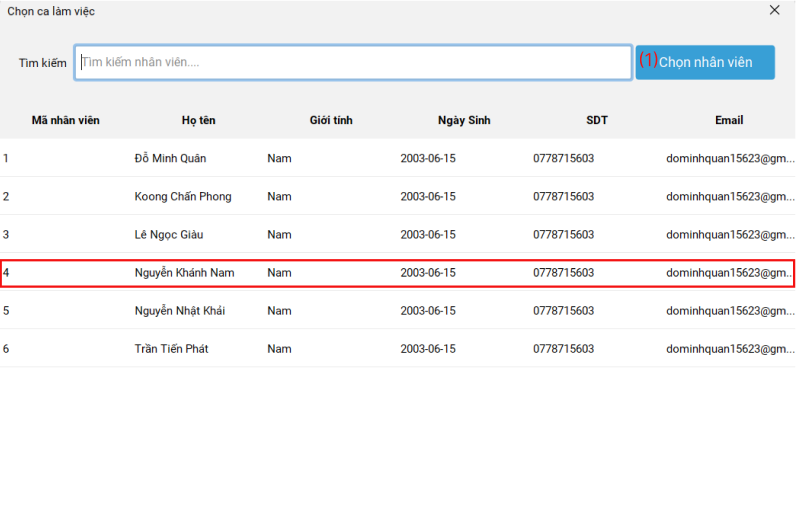 Chọn ca làm việc
Tìm kiếm Tìm kiếm nhân viên.... (1)Chọn nhân viên
Mã nhân viên Họ tên Giới tính Ngày Sinh SDT Email
1 Đỗ Minh Quân Nam 2003-06-15 0778715603 dominhquan15623@gm...
2 Koong Chấn Phong Nam 2003-06-15 0778715603 dominhquan15623@gm...
3 Lê Ngọc Giàu Nam 2003-06-15 0778715603 dominhquan15623@gm...
4 Nguyễn Khánh Nam Nam 2003-06-15 0778715603 dominhquan15623@gm...
5 Nguyễn Nhật Khải Nam 2003-06-15 0778715603 dominhquan15623@gm...
6 Trần Tiến Phát Nam 2003-06-15 0778715603 dominhquan15623@gm...